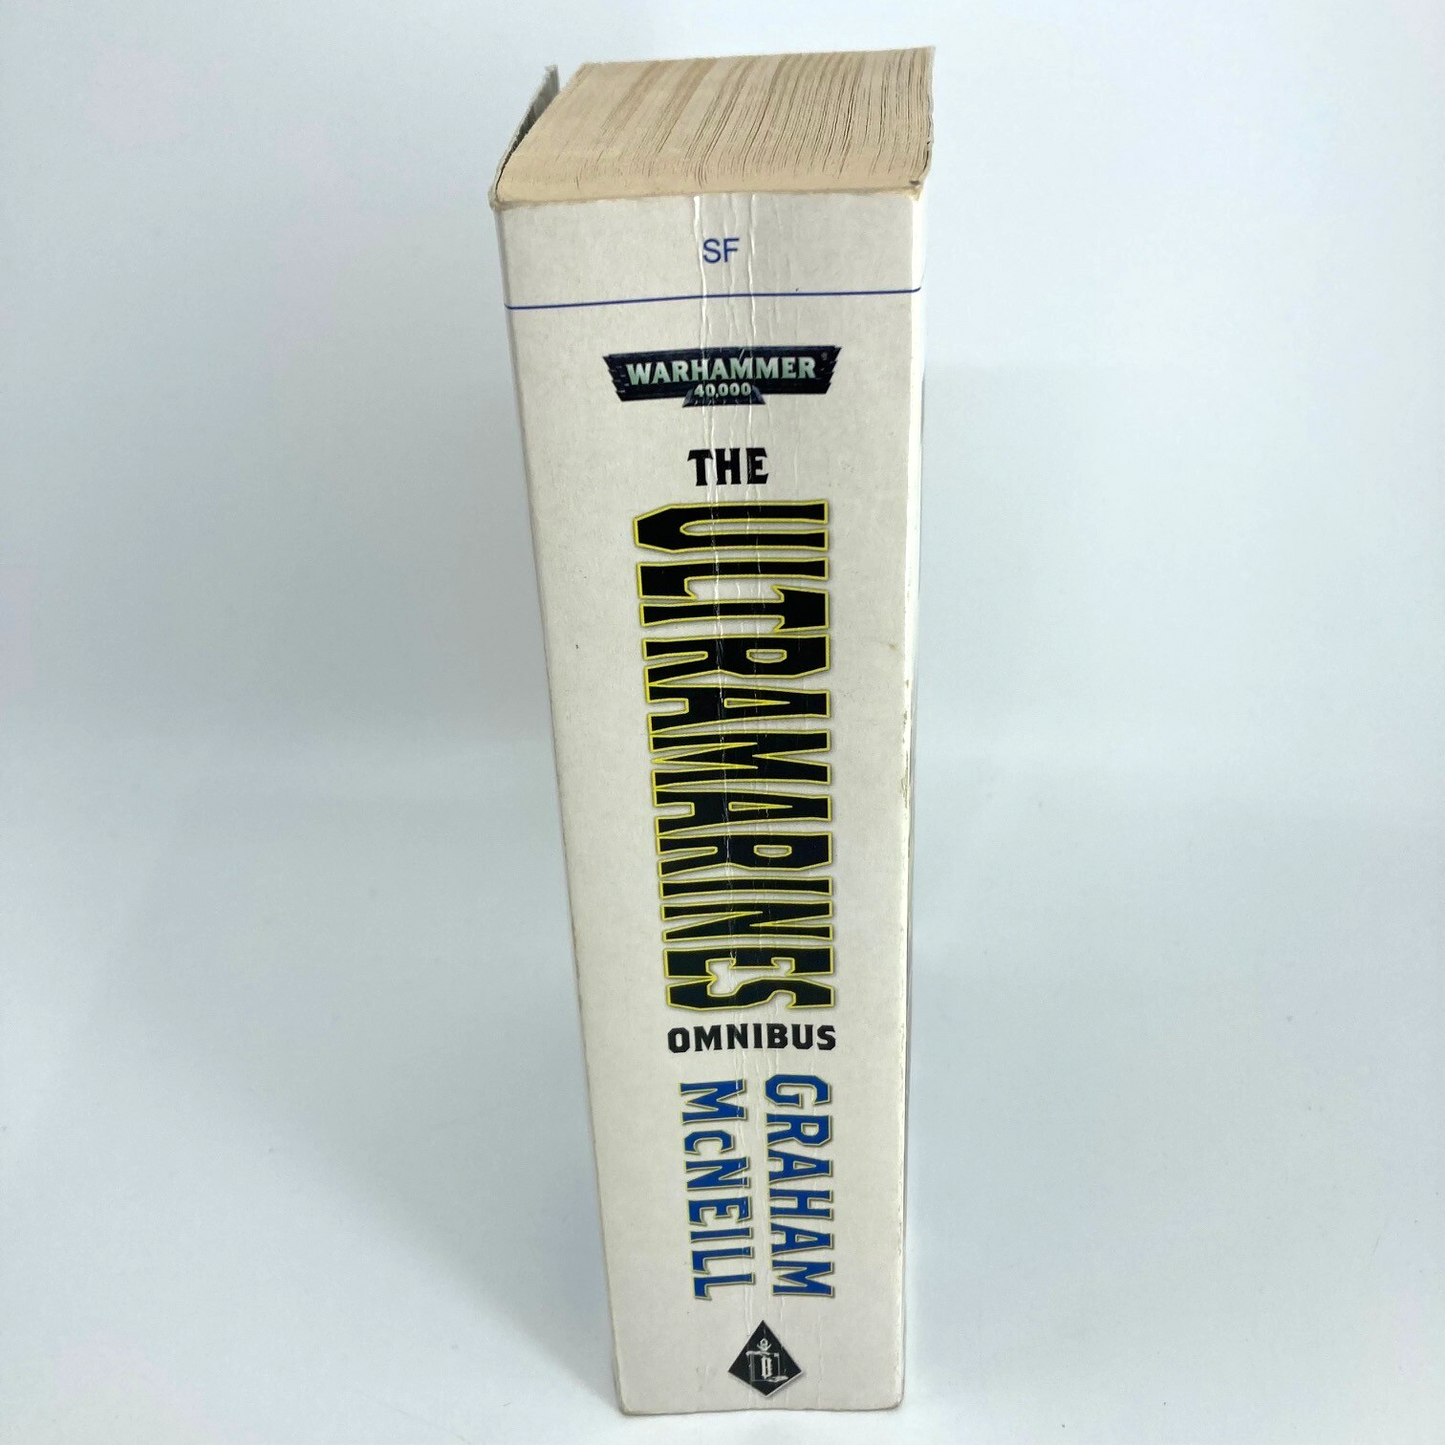 SF
WARHAMMER®
40,000
THE
ULTRAMARINES
OMNIBUS
GRAHAM
MCNEILL